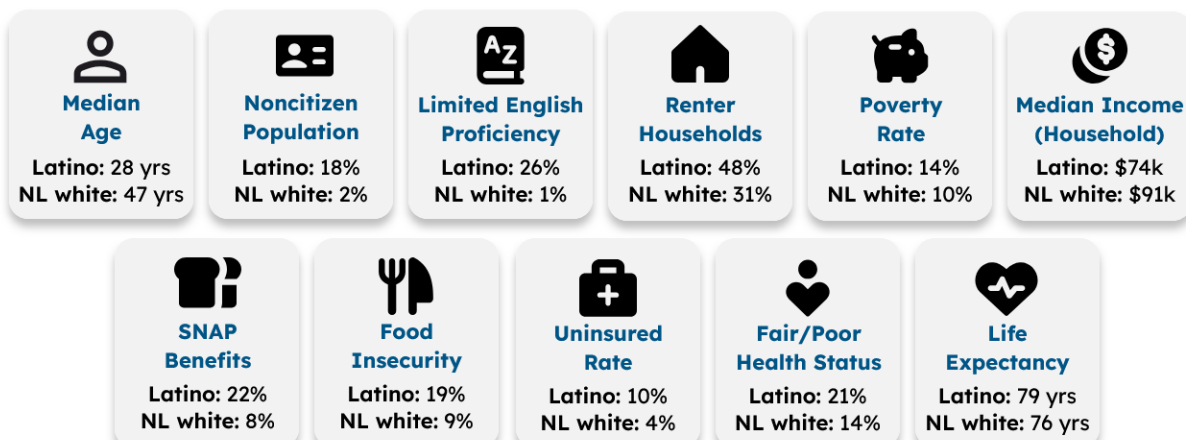 AZ
Median
Age
Latino: 28 yrs
NL white: 47 yrs
Noncitizen
Population
Latino: 18%
NL white: 2%
Limited English
Proficiency
Latino: 26%
NL white: 1%
Renter
Households
Latino: 48%
NL white: 31%
Poverty
Rate
Latino: 14%
NL white: 10%
$
Median Income
(Household)
Latino: $74k
NL white: $91k
SNAP
Benefits
Latino: 22%
NL white: 8%
Food
Insecurity
Latino: 19%
NL white: 9%
Uninsured
Rate
Latino: 10%
NL white: 4%
Fair/Poor
Health Status
Latino: 21%
NL white: 14%
Life
Expectancy
Latino: 79 yrs
NL white: 76 yrs